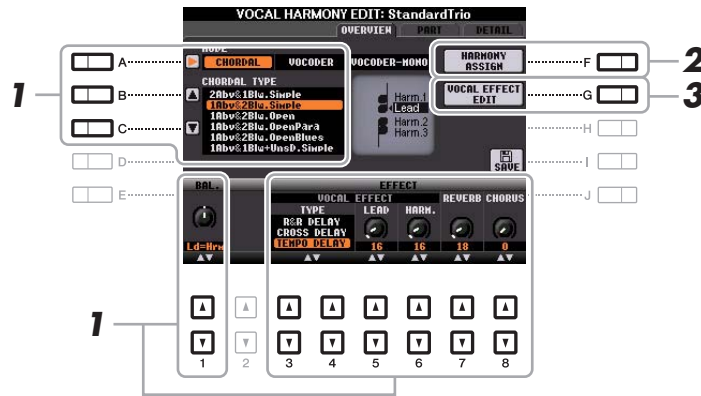 VOCAL HARMONY EDIT: StandardTrio
OVERVIEW PART DETAIL
MODE
CHORDAL VOCODER VOCODER-MONO
HARMONY ASSIGN
CHORDAL TYPE
2Abv&1Blw.Simple
1Abv&2Blw.Simple
1Abv&2Blw.Open
1Abv&2Blw.OpenPara
1Abv&2Blw.OpenBlues
1Abv&1Blw+UnsD.Simple
Harm.1
Lead
Harm.2
Harm.3
VOCAL EFFECT EDIT
SAVE
A
B
C
D
E
F
G
H
I
J
1
2
3
BAL.
Ld=Hrm
EFFECT
VOCAL EFFECT REVERB CHORUS
TYPE LEAD HARM.
R&R DELAY
CROSS DELAY
TEMPO DELAY
16 16 18 0
1
1 2 3 4 5 6 7 8